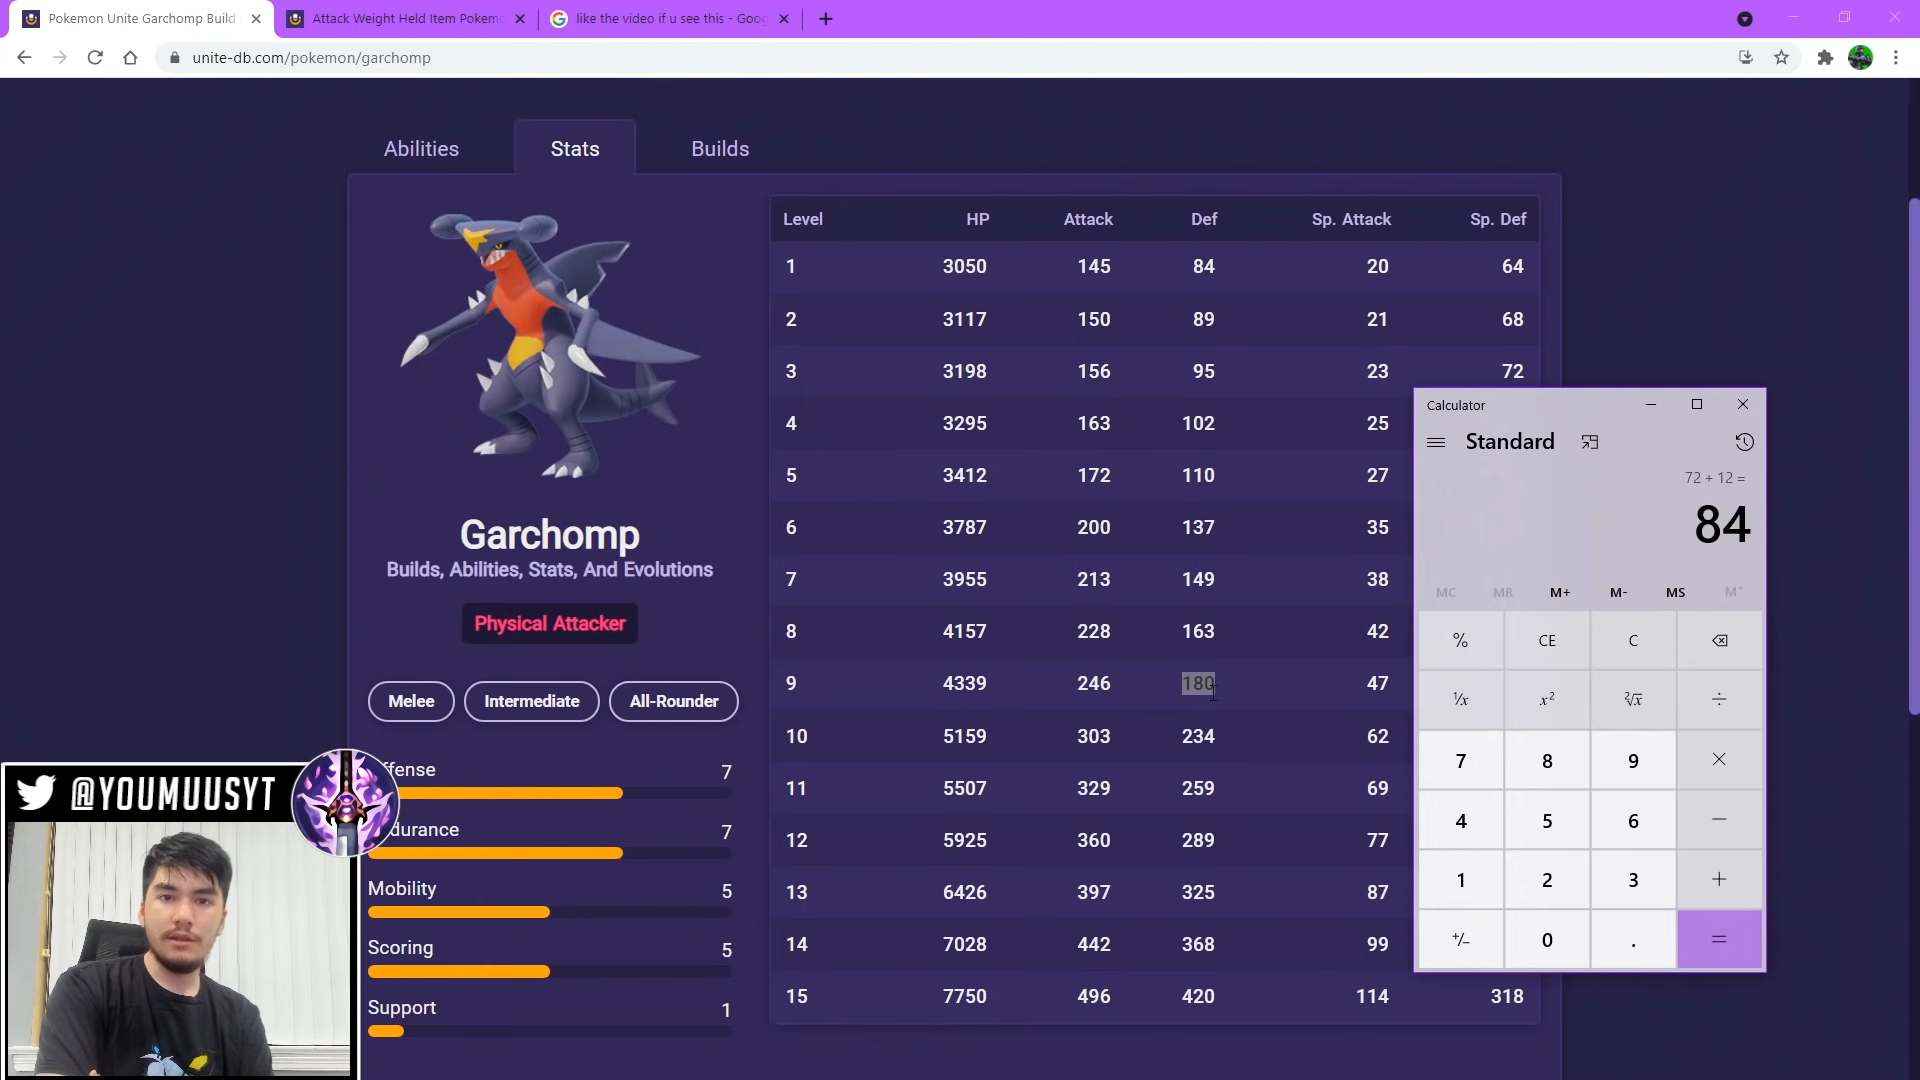 Pokemon Unite Garchomp Build
Attack Weight Held Item Pokemo
like the video if u see this - Goog
unite-db.com/pokemon/garchomp
Abilities Stats Builds
Level HP Attack Def Sp. Attack Sp. Def
1 3050 145 84 20 64
2 3117 150 89 21 68
3 3198 156 95 23 72
4 3295 163 102 25
5 3412 172 110 27
6 3787 200 137 35
7 3955 213 149 38
8 4157 228 163 42
9 4339 246 180 47
10 5159 303 234 62
11 5507 329 259 69
12 5925 360 289 77
13 6426 397 325 87
14 7028 442 368 99
15 7750 496 420 114 318
Garchomp
Builds, Abilities, Stats, And Evolutions
Physical Attacker
Melee Intermediate All-Rounder
ffense 7
durance 7
Mobility 5
Scoring 5
Support 1
@YOUMUUSYT
Calculator
Standard
72 + 12 =
84
MC MR M+ M- MS M˅
% CE C
⅟x x² ²√x ÷
7 8 9 ×
4 5 6 −
1 2 3 +
+/− 0 . =